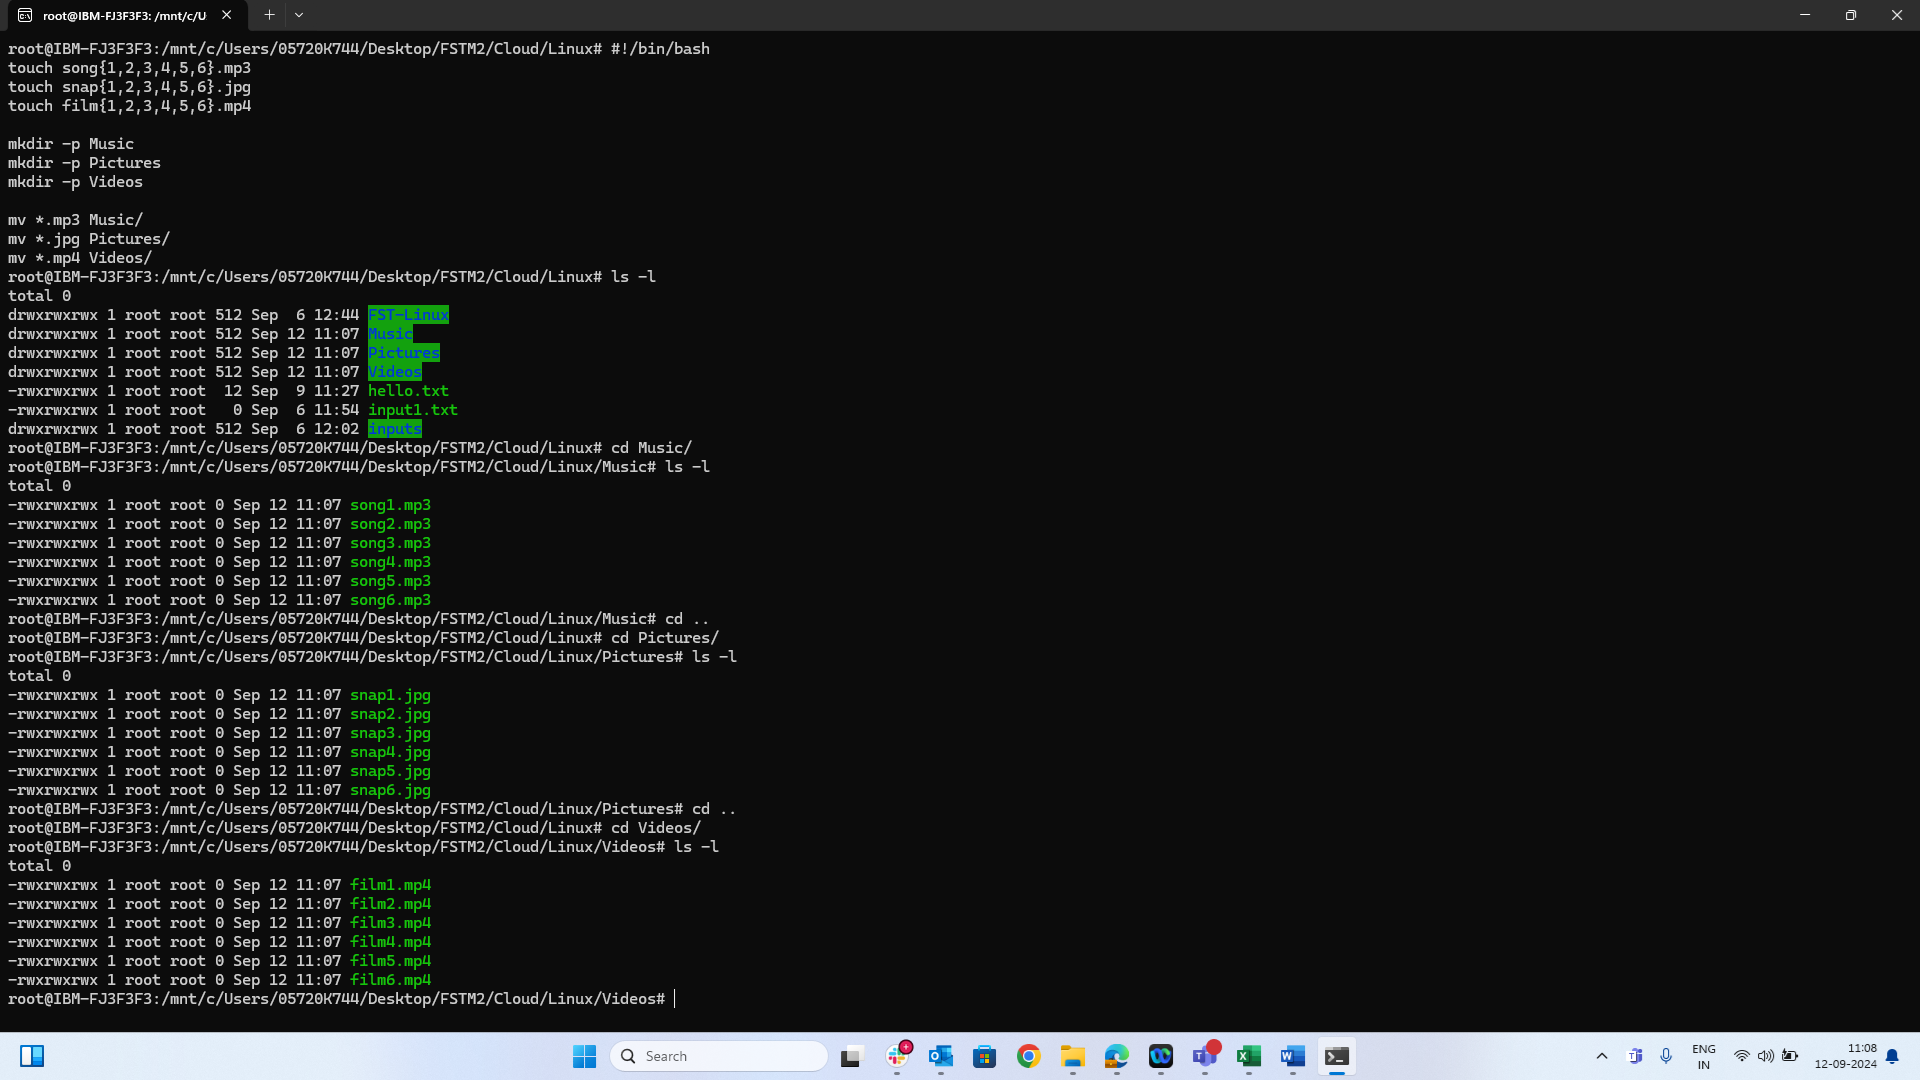 root@IBM-FJ3F3F3: /mnt/c/U
root@IBM-FJ3F3F3:/mnt/c/Users/05720K744/Desktop/FSTM2/Cloud/Linux# #!/bin/bash
touch song{1,2,3,4,5,6}.mp3
touch snap{1,2,3,4,5,6}.jpg
touch film{1,2,3,4,5,6}.mp4
mkdir -p Music
mkdir -p Pictures
mkdir -p Videos
mv *.mp3 Music/
mv *.jpg Pictures/
mv *.mp4 Videos/
root@IBM-FJ3F3F3:/mnt/c/Users/05720K744/Desktop/FSTM2/Cloud/Linux# ls -l
total 0
drwxrwxrwx 1 root root 512 Sep  6 12:44 FST-Linux
drwxrwxrwx 1 root root 512 Sep 12 11:07 Music
drwxrwxrwx 1 root root 512 Sep 12 11:07 Pictures
drwxrwxrwx 1 root root 512 Sep 12 11:07 Videos
-rwxrwxrwx 1 root root  12 Sep  9 11:27 hello.txt
-rwxrwxrwx 1 root root   0 Sep  6 11:54 input1.txt
drwxrwxrwx 1 root root 512 Sep  6 12:02 inputs
root@IBM-FJ3F3F3:/mnt/c/Users/05720K744/Desktop/FSTM2/Cloud/Linux# cd Music/
root@IBM-FJ3F3F3:/mnt/c/Users/05720K744/Desktop/FSTM2/Cloud/Linux/Music# ls -l
total 0
-rwxrwxrwx 1 root root 0 Sep 12 11:07 song1.mp3
-rwxrwxrwx 1 root root 0 Sep 12 11:07 song2.mp3
-rwxrwxrwx 1 root root 0 Sep 12 11:07 song3.mp3
-rwxrwxrwx 1 root root 0 Sep 12 11:07 song4.mp3
-rwxrwxrwx 1 root root 0 Sep 12 11:07 song5.mp3
-rwxrwxrwx 1 root root 0 Sep 12 11:07 song6.mp3
root@IBM-FJ3F3F3:/mnt/c/Users/05720K744/Desktop/FSTM2/Cloud/Linux/Music# cd ..
root@IBM-FJ3F3F3:/mnt/c/Users/05720K744/Desktop/FSTM2/Cloud/Linux# cd Pictures/
root@IBM-FJ3F3F3:/mnt/c/Users/05720K744/Desktop/FSTM2/Cloud/Linux/Pictures# ls -l
total 0
-rwxrwxrwx 1 root root 0 Sep 12 11:07 snap1.jpg
-rwxrwxrwx 1 root root 0 Sep 12 11:07 snap2.jpg
-rwxrwxrwx 1 root root 0 Sep 12 11:07 snap3.jpg
-rwxrwxrwx 1 root root 0 Sep 12 11:07 snap4.jpg
-rwxrwxrwx 1 root root 0 Sep 12 11:07 snap5.jpg
-rwxrwxrwx 1 root root 0 Sep 12 11:07 snap6.jpg
root@IBM-FJ3F3F3:/mnt/c/Users/05720K744/Desktop/FSTM2/Cloud/Linux/Pictures# cd ..
root@IBM-FJ3F3F3:/mnt/c/Users/05720K744/Desktop/FSTM2/Cloud/Linux# cd Videos/
root@IBM-FJ3F3F3:/mnt/c/Users/05720K744/Desktop/FSTM2/Cloud/Linux/Videos# ls -l
total 0
-rwxrwxrwx 1 root root 0 Sep 12 11:07 film1.mp4
-rwxrwxrwx 1 root root 0 Sep 12 11:07 film2.mp4
-rwxrwxrwx 1 root root 0 Sep 12 11:07 film3.mp4
-rwxrwxrwx 1 root root 0 Sep 12 11:07 film4.mp4
-rwxrwxrwx 1 root root 0 Sep 12 11:07 film5.mp4
-rwxrwxrwx 1 root root 0 Sep 12 11:07 film6.mp4
root@IBM-FJ3F3F3:/mnt/c/Users/05720K744/Desktop/FSTM2/Cloud/Linux/Videos#
Search
ENG
IN
11:08
12-09-2024